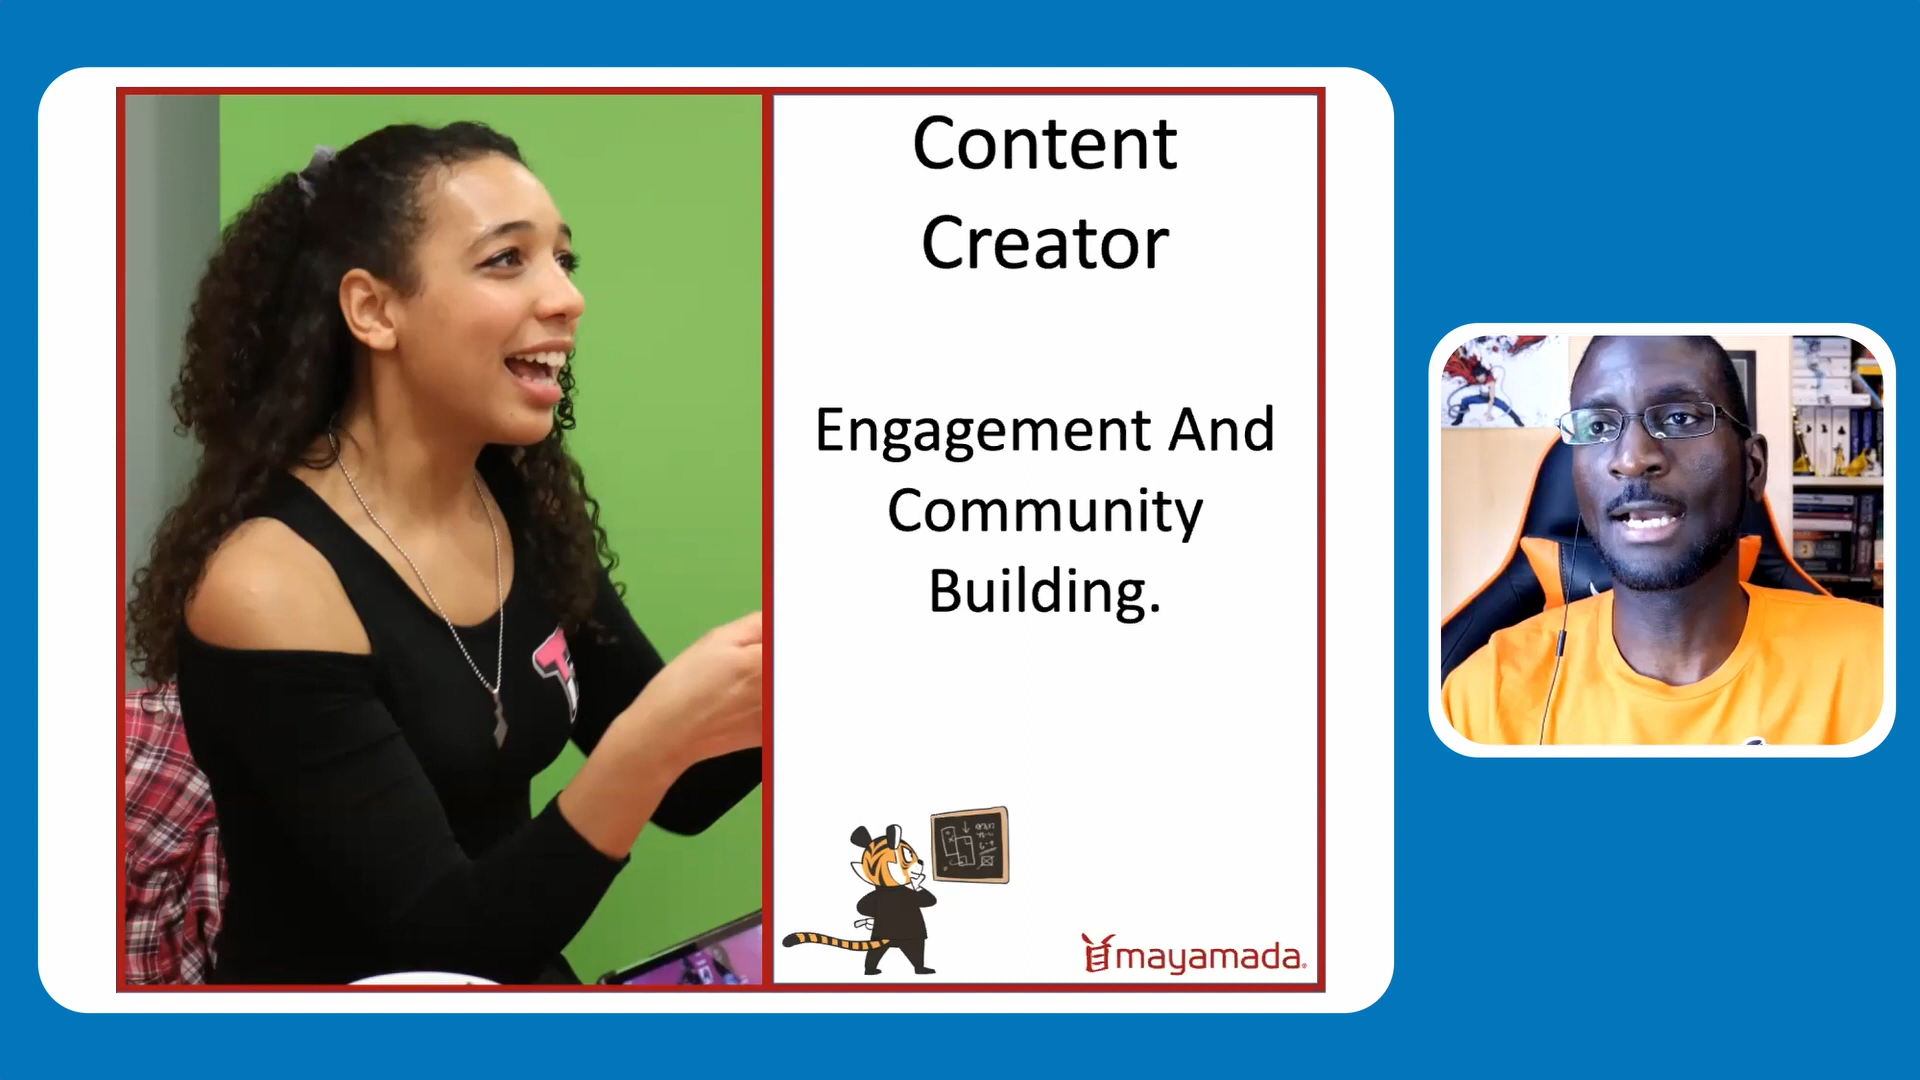 Content
Creator
Engagement And
Community
Building.
mayamada